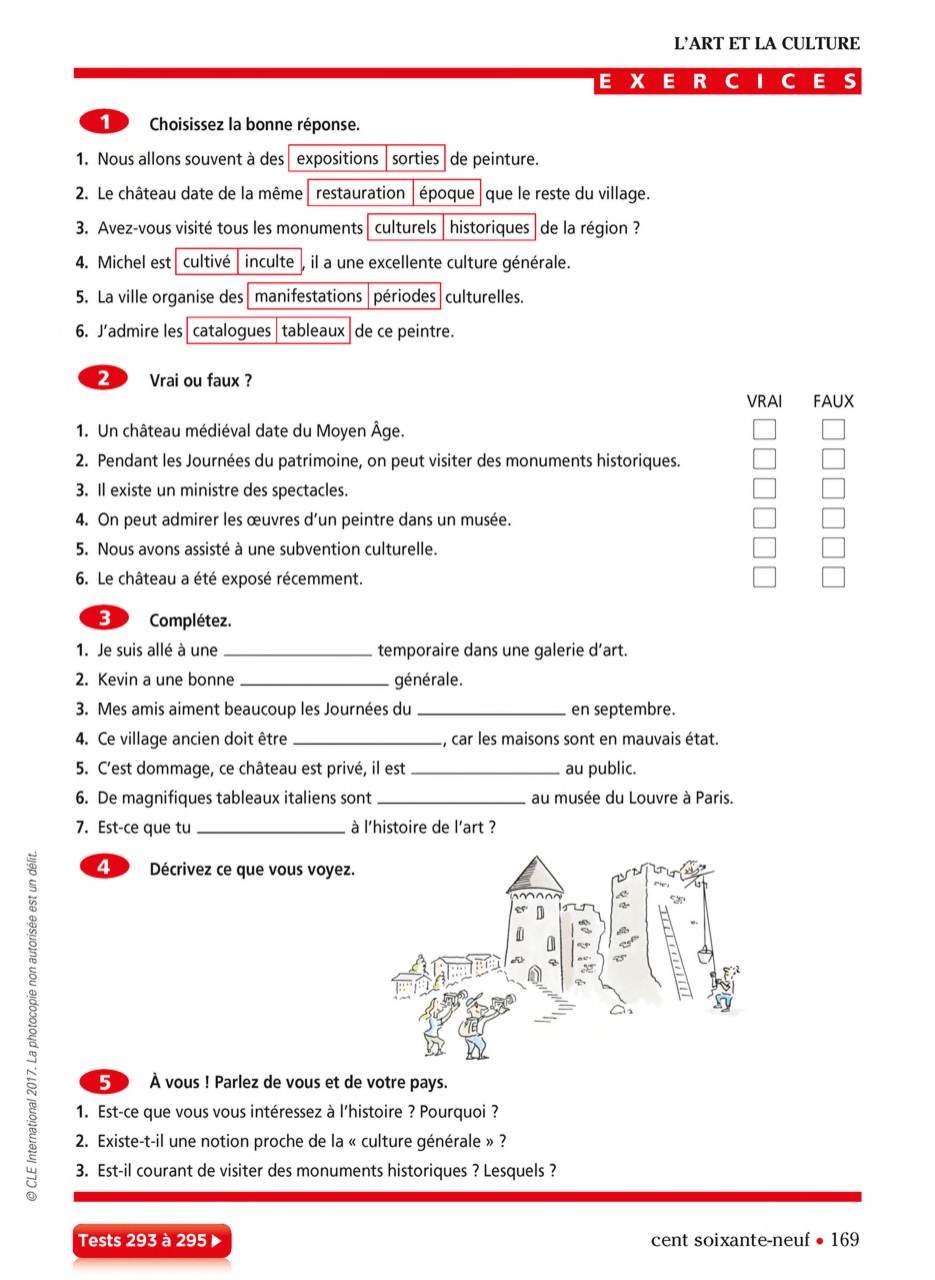 L'ART ET LA CULTURE
EXERCICES
1 Choisissez la bonne réponse.
1. Nous allons souvent à des expositions sorties de peinture.
2. Le château date de la même restauration époque que le reste du village.
3. Avez-vous visité tous les monuments culturels historiques de la région ?
4. Michel est cultivé inculte , il a une excellente culture générale.
5. La ville organise des manifestations périodes culturelles.
6. J'admire les catalogues tableaux de ce peintre.
2 Vrai ou faux ?
VRAI FAUX
1. Un château médiéval date du Moyen Âge.
2. Pendant les Journées du patrimoine, on peut visiter des monuments historiques.
3. Il existe un ministre des spectacles.
4. On peut admirer les œuvres d'un peintre dans un musée.
5. Nous avons assisté à une subvention culturelle.
6. Le château a été exposé récemment.
3 Complétez.
1. Je suis allé à une ________________ temporaire dans une galerie d'art.
2. Kevin a une bonne ________________ générale.
3. Mes amis aiment beaucoup les Journées du ________________ en septembre.
4. Ce village ancien doit être ________________, car les maisons sont en mauvais état.
5. C'est dommage, ce château est privé, il est ________________ au public.
6. De magnifiques tableaux italiens sont ________________ au musée du Louvre à Paris.
7. Est-ce que tu ________________ à l'histoire de l'art ?
4 Décrivez ce que vous voyez.
5 À vous ! Parlez de vous et de votre pays.
1. Est-ce que vous vous intéressez à l'histoire ? Pourquoi ?
2. Existe-t-il une notion proche de la « culture générale » ?
3. Est-il courant de visiter des monuments historiques ? Lesquels ?
© CLE International 2017. La photocopie non autorisée est un délit.
Tests 293 à 295
cent soixante-neuf • 169